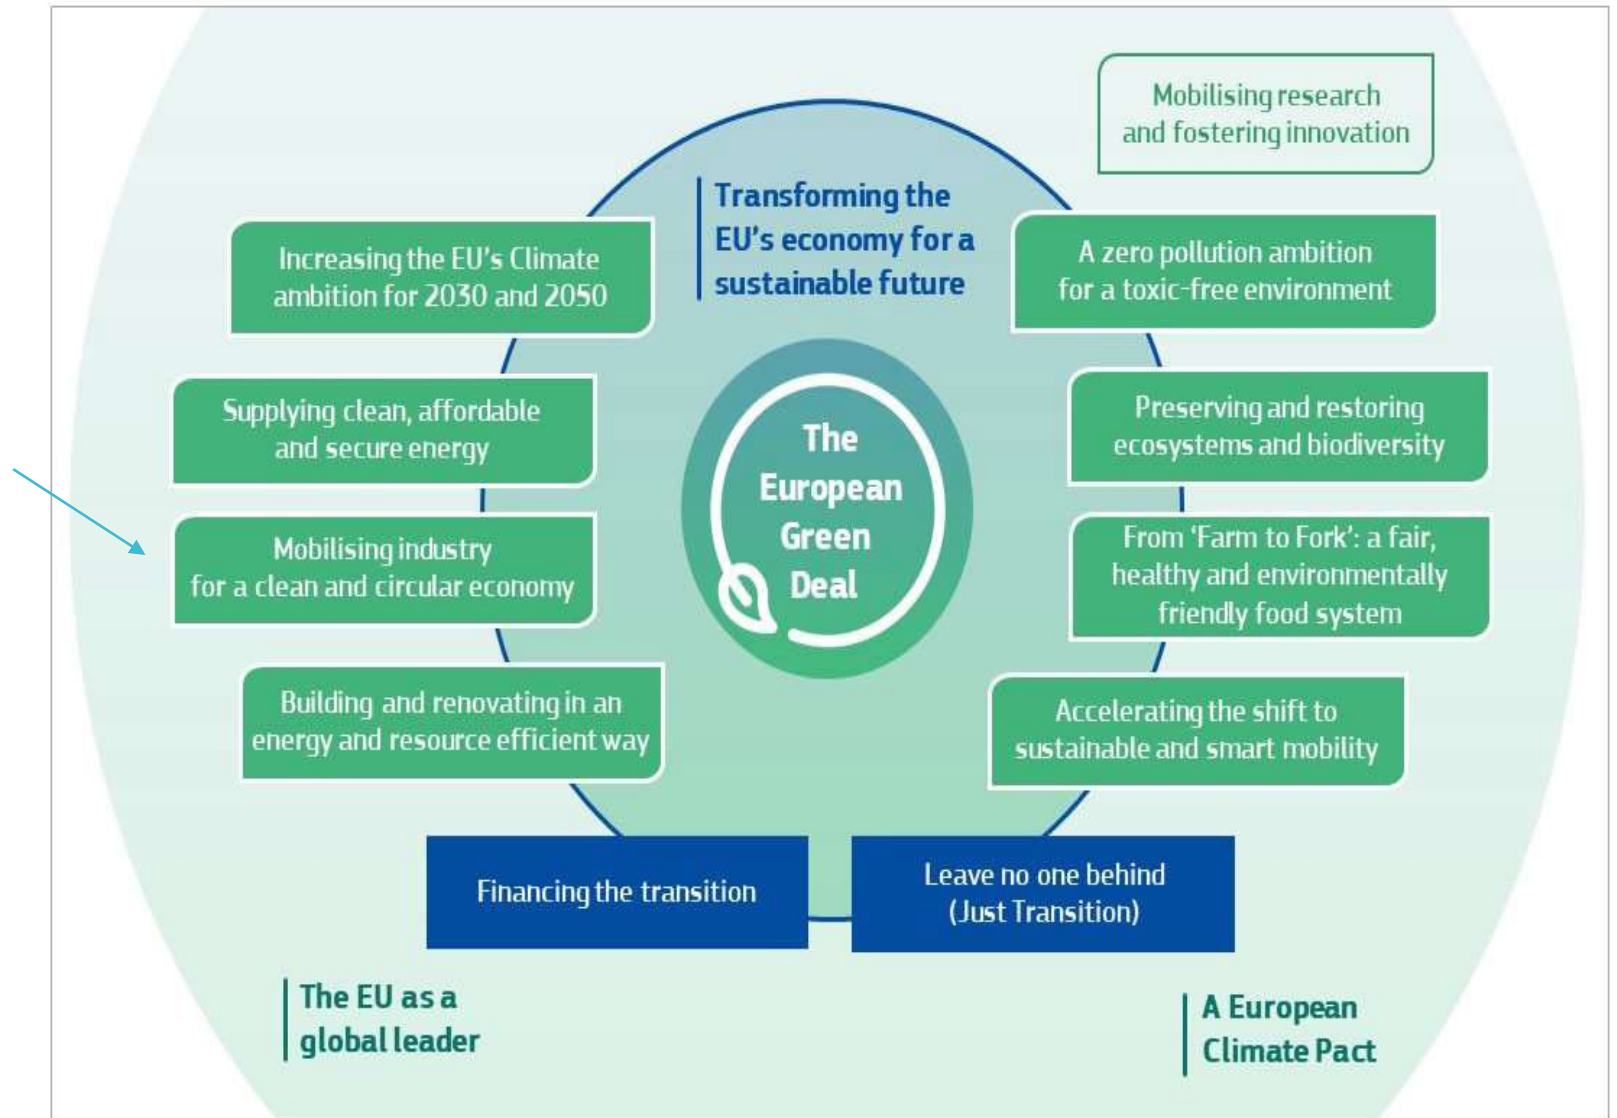 Mobilising research
and fostering innovation
Transforming the
EU's economy for a
sustainable future
Increasing the EU's Climate
ambition for 2030 and 2050
A zero pollution ambition
for a toxic-free environment
Supplying clean, affordable
and secure energy
Preserving and restoring
ecosystems and biodiversity
The
European
Green
Deal
Mobilising industry
for a clean and circular economy
From 'Farm to Fork': a fair,
healthy and environmentally
friendly food system
Building and renovating in an
energy and resource efficient way
Accelerating the shift to
sustainable and smart mobility
Financing the transition
Leave no one behind
(Just Transition)
The EU as a
global leader
A European
Climate Pact